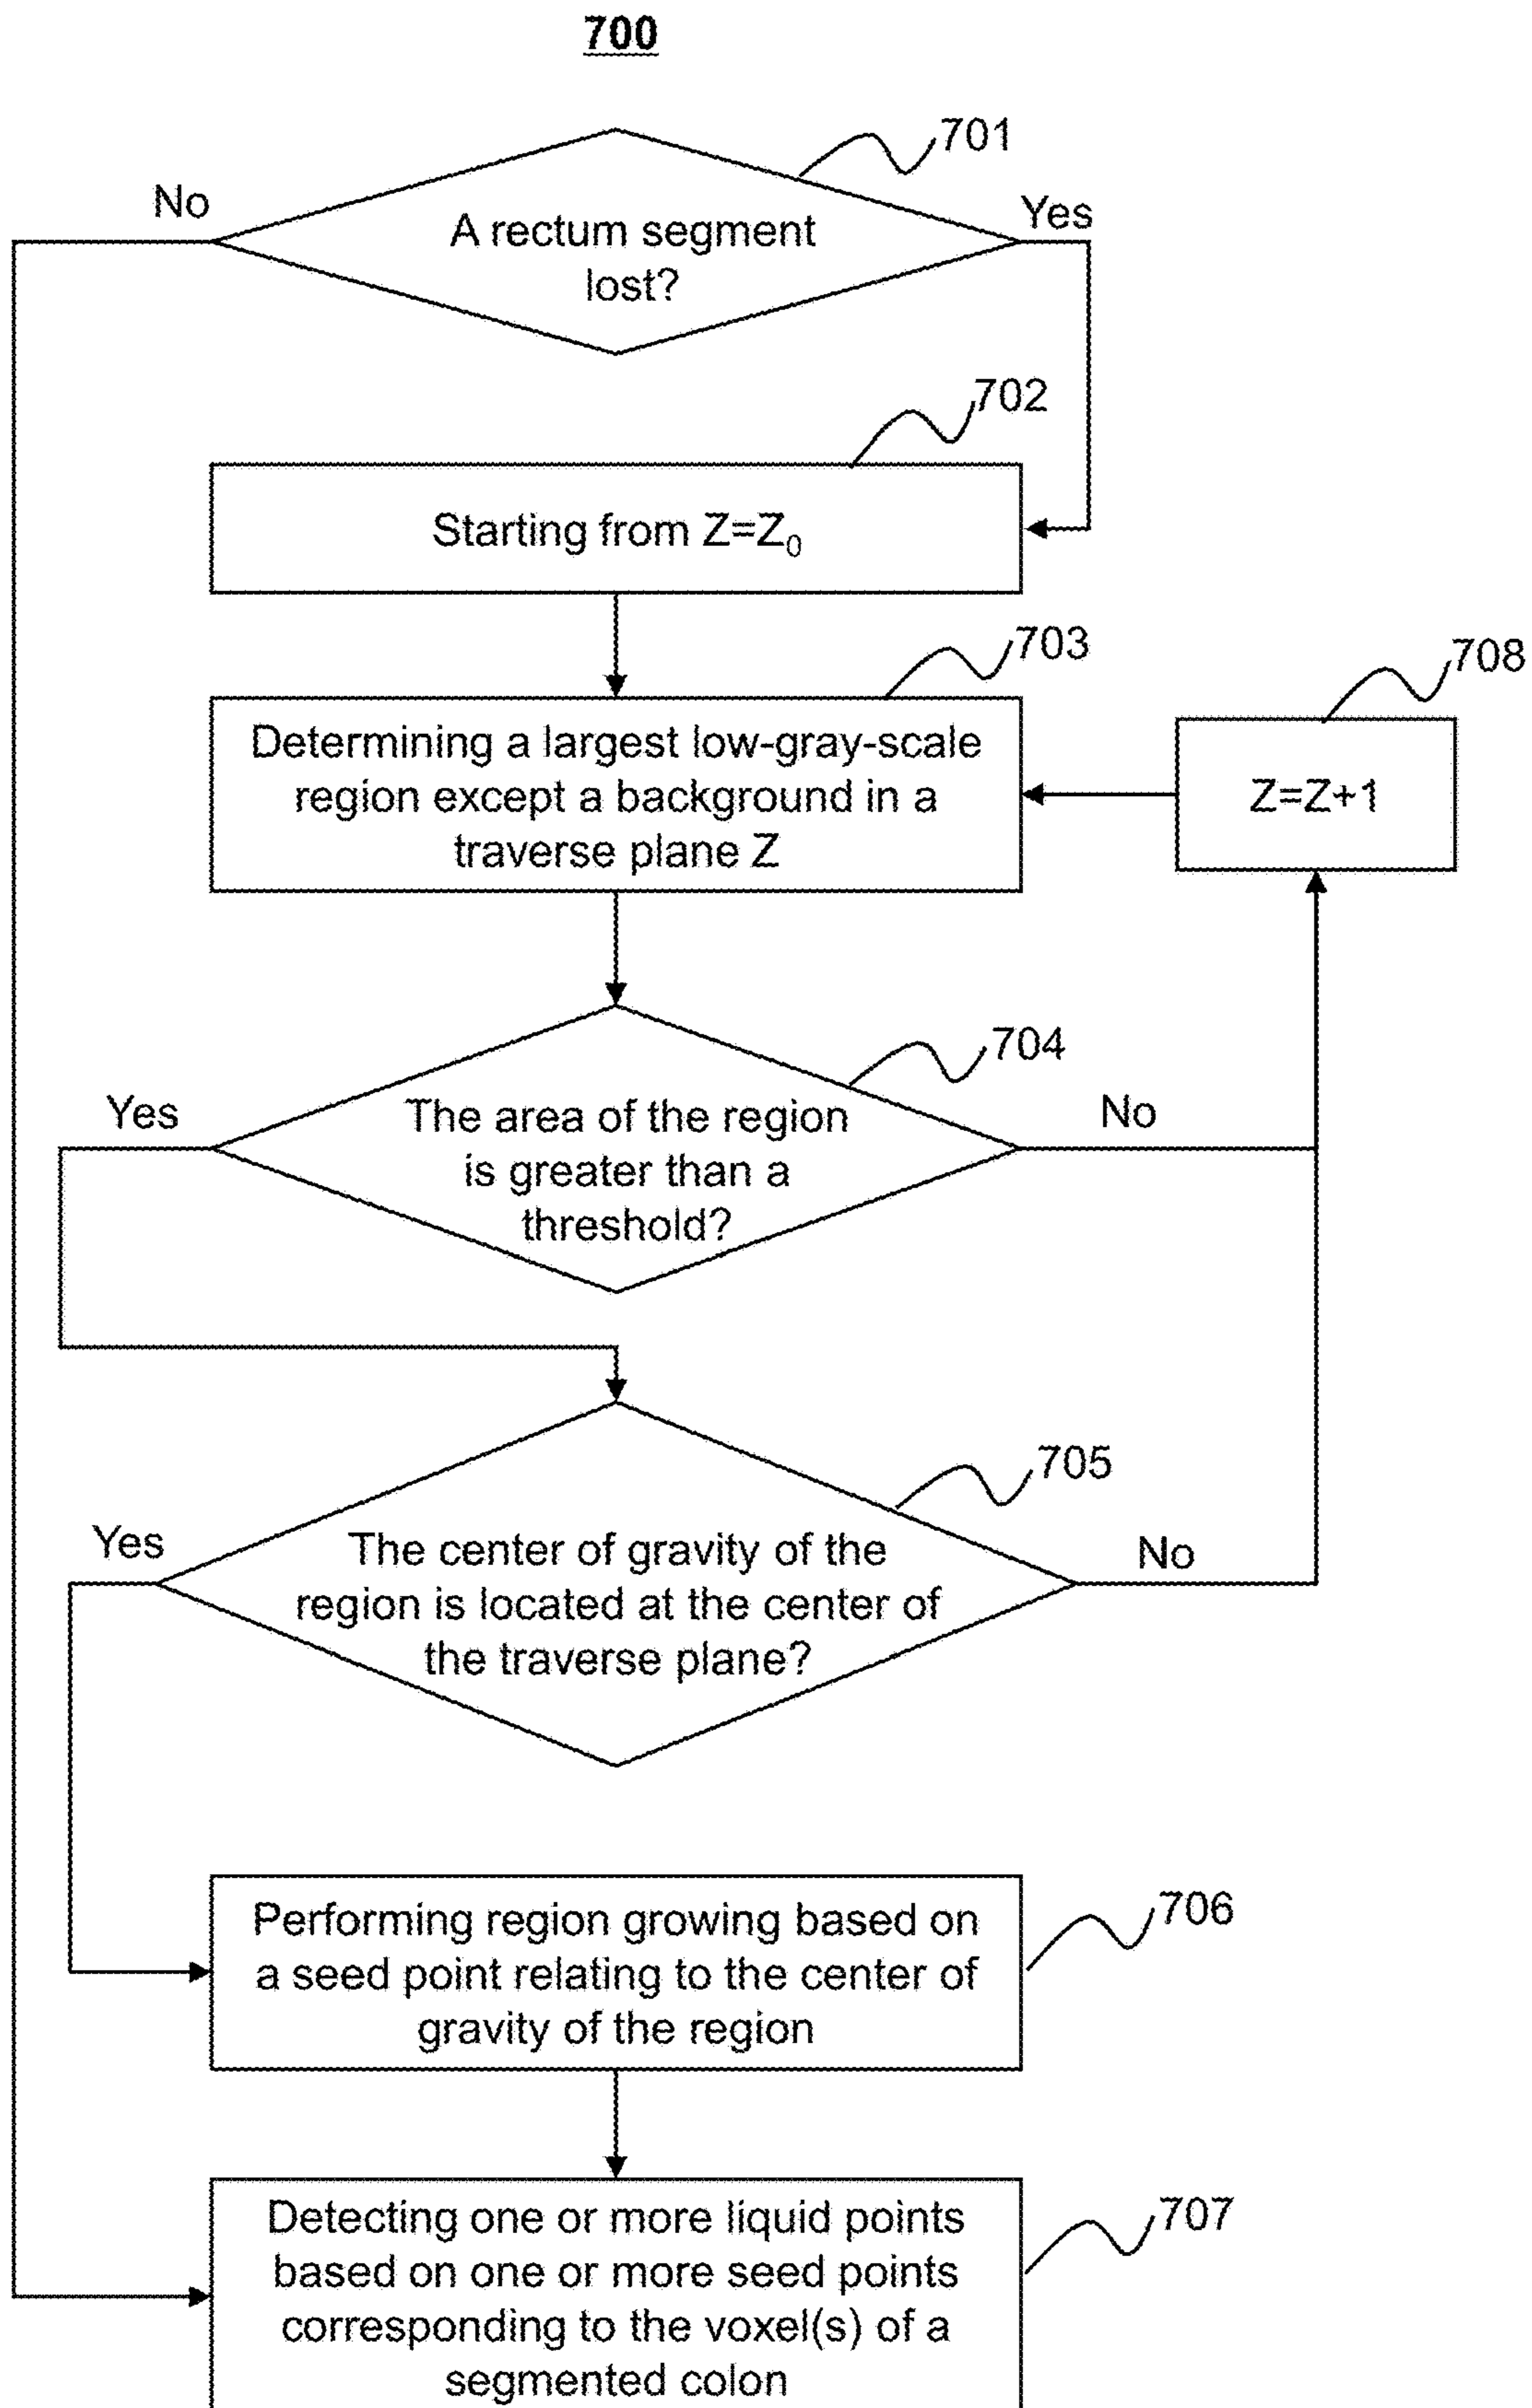 700
701
No
Yes
A rectum segment
lost?
702
Starting from Z=Z₀
703
708
Determining a largest low-gray-scale
region except a background in a
traverse plane Z
Z=Z+1
704
Yes
No
The area of the region
is greater than a
threshold?
705
Yes
No
The center of gravity of the
region is located at the center of
the traverse plane?
706
Performing region growing based on
a seed point relating to the center of
gravity of the region
707
Detecting one or more liquid points
based on one or more seed points
corresponding to the voxel(s) of a
segmented colon